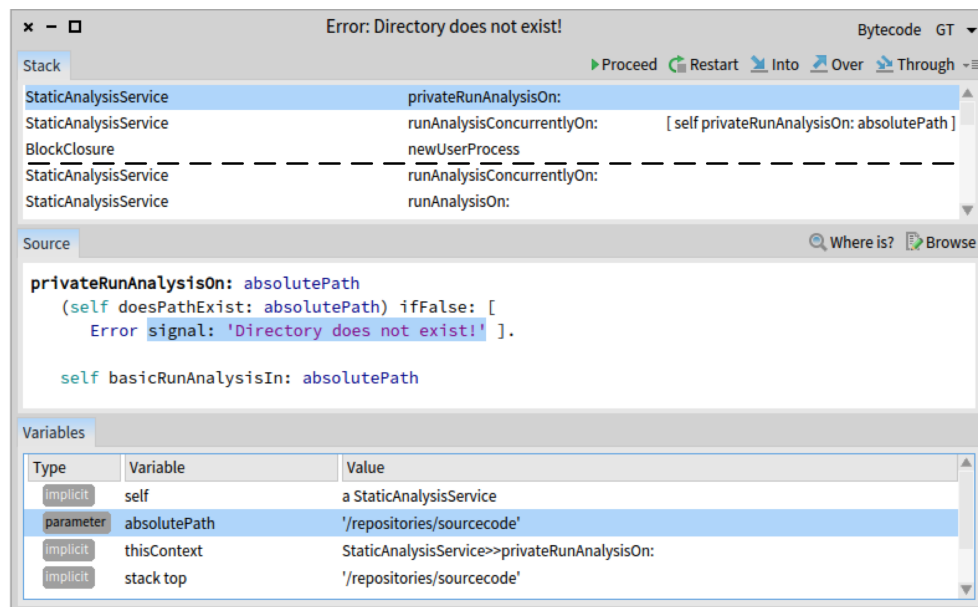 Error: Directory does not exist!
Bytecode GT
Stack
Proceed Restart Into Over Through
StaticAnalysisService privateRunAnalysisOn:
StaticAnalysisService runAnalysisConcurrentlyOn: [ self privateRunAnalysisOn: absolutePath ]
BlockClosure newUserProcess
StaticAnalysisService runAnalysisConcurrentlyOn:
StaticAnalysisService runAnalysisOn:
Source
Where is? Browse
privateRunAnalysisOn: absolutePath
(self doesPathExist: absolutePath) ifFalse: [
Error signal: 'Directory does not exist!' ].
self basicRunAnalysisIn: absolutePath
Variables
Type Variable Value
implicit self a StaticAnalysisService
parameter absolutePath '/repositories/sourcecode'
implicit thisContext StaticAnalysisService>>privateRunAnalysisOn:
implicit stack top '/repositories/sourcecode'